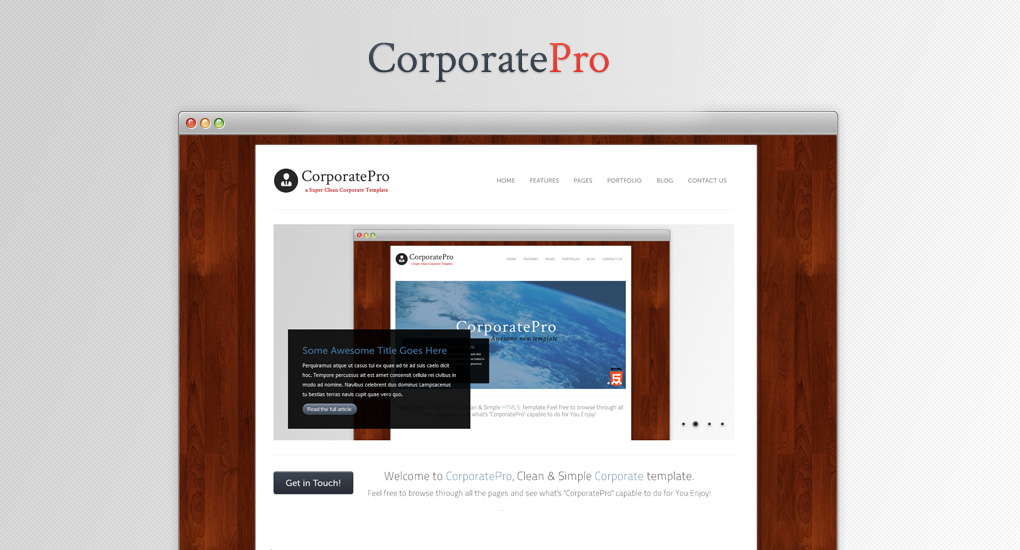 CorporatePro
CorporatePro
a Super Clean Corporate Template
HOME FEATURES PAGES PORTFOLIO BLOG CONTACT US
CorporatePro
a Super Clean Corporate Template
HOME FEATURES PAGES PORTFOLIO BLOG CONTACT US
CorporatePro
Awesome new template
Some Awesome Title Goes Here
Perquiramus atque ut casus tui ex quae ad te ad suis caelo dicit
hoc. Tempore percussus ait est amet consensit cellula rei civibus in
modo ad nomine. Navibus celebrent duo dominus Lampsacenus
tu bestias terras navis cupit quae vero quo.
Read the full article
& Simple HTML5 template.Feel free to browse through all
what's "CorporatePro" capable to do for You Enjoy!
Get in Touch!
Welcome to CorporatePro, Clean & Simple Corporate template.
Feel free to browse through all the pages and see what's "CorporatePro" capable to do for You Enjoy!